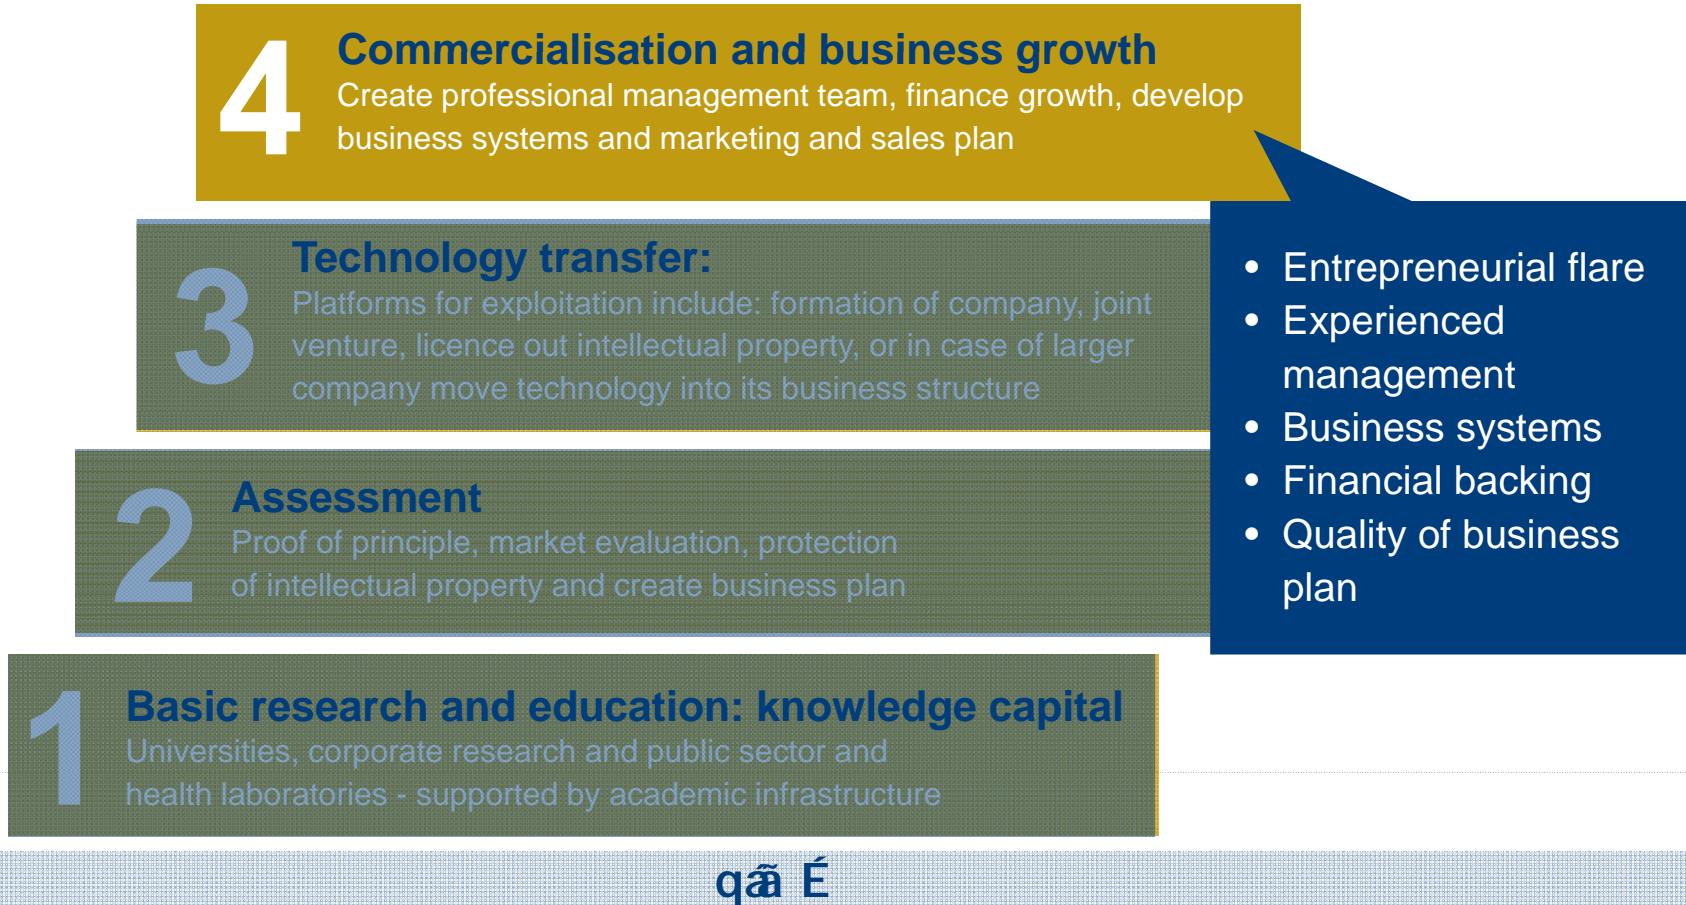 4
Commercialisation and business growth
Create professional management team, finance growth, develop
business systems and marketing and sales plan
3
Technology transfer:
Platforms for exploitation include: formation of company, joint
venture, licence out intellectual property, or in case of larger
company move technology into its business structure
• Entrepreneurial flare
• Experienced
management
• Business systems
• Financial backing
• Quality of business
plan
2
Assessment
Proof of principle, market evaluation, protection
of intellectual property and create business plan
1
Basic research and education: knowledge capital
Universities, corporate research and public sector and
health laboratories - supported by academic infrastructure